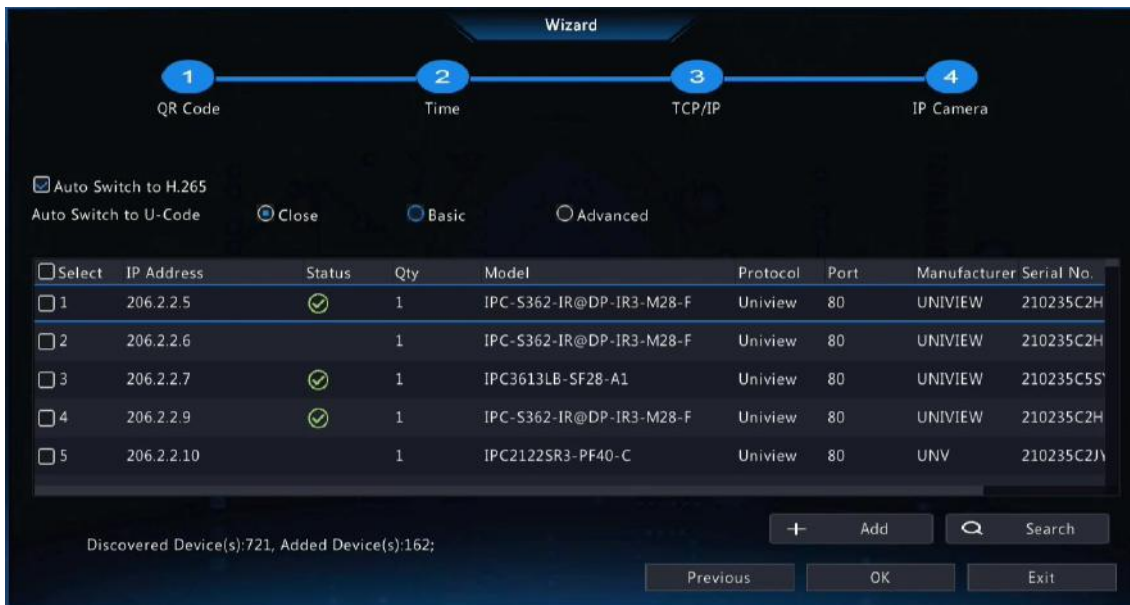 Wizard
1 2 3 4
QR Code Time TCP/IP IP Camera
Auto Switch to H.265
Auto Switch to U-Code Close Basic Advanced
Select IP Address Status Qty Model Protocol Port Manufacturer Serial No.
1 206.2.2.5 1 IPC-S362-IR@DP-IR3-M28-F Uniview 80 UNIVIEW 210235C2H
2 206.2.2.6 1 IPC-S362-IR@DP-IR3-M28-F Uniview 80 UNIVIEW 210235C2H
3 206.2.2.7 1 IPC3613LB-SF28-A1 Uniview 80 UNIVIEW 210235C5S
4 206.2.2.9 1 IPC-S362-IR@DP-IR3-M28-F Uniview 80 UNIVIEW 210235C2H
5 206.2.2.10 1 IPC2122SR3-PF40-C Uniview 80 UNV 210235C2J
Add Search
Discovered Device(s):721, Added Device(s):162;
Previous OK Exit